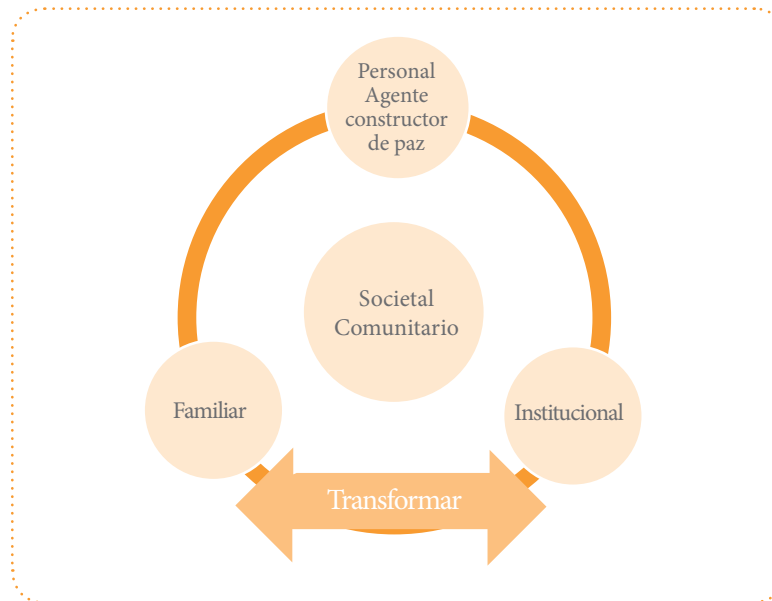 Personal
Agente
constructor
de paz
Societal
Comunitario
Familiar
Institucional
Transformar